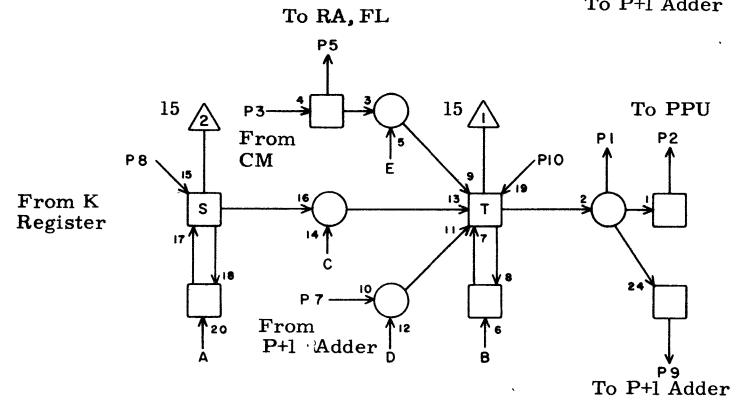 To P+1 Adder
To RA, FL
P5
15
2
P3
4
3
15
1
To PPU
From
CM
5
E
P1
P2
P8
15
9
P10
19
From K
Register
S
16
13
T
2
1
17
14
11
7
C
18
10
8
24
P7
20
From
12
6
A
P+1 Adder
D
B
P9
To P+1 Adder